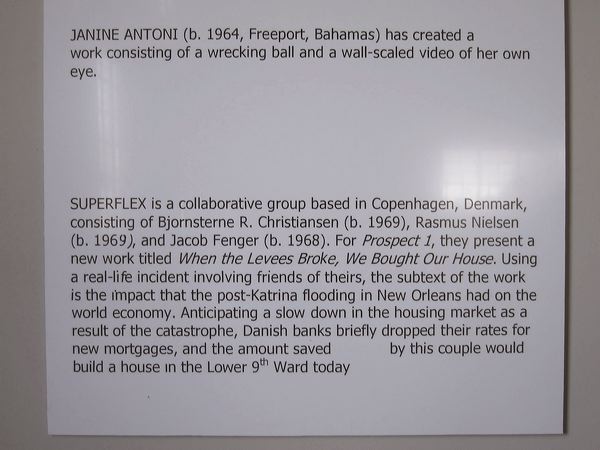 JANINE ANTONI (b. 1964, Freeport, Bahamas) has created a
work consisting of a wrecking ball and a wall-scaled video of her own
eye.
SUPERFLEX is a collaborative group based in Copenhagen, Denmark,
consisting of Bjornsterne R. Christiansen (b. 1969), Rasmus Nielsen
(b. 1969), and Jacob Fenger (b. 1968). For Prospect 1, they present a
new work titled When the Levees Broke, We Bought Our House. Using
a real-life incident involving friends of theirs, the subtext of the work
is the impact that the post-Katrina flooding in New Orleans had on the
world economy. Anticipating a slow down in the housing market as a
result of the catastrophe, Danish banks briefly dropped their rates for
new mortgages, and the amount saved by this couple would
build a house in the Lower 9th Ward today